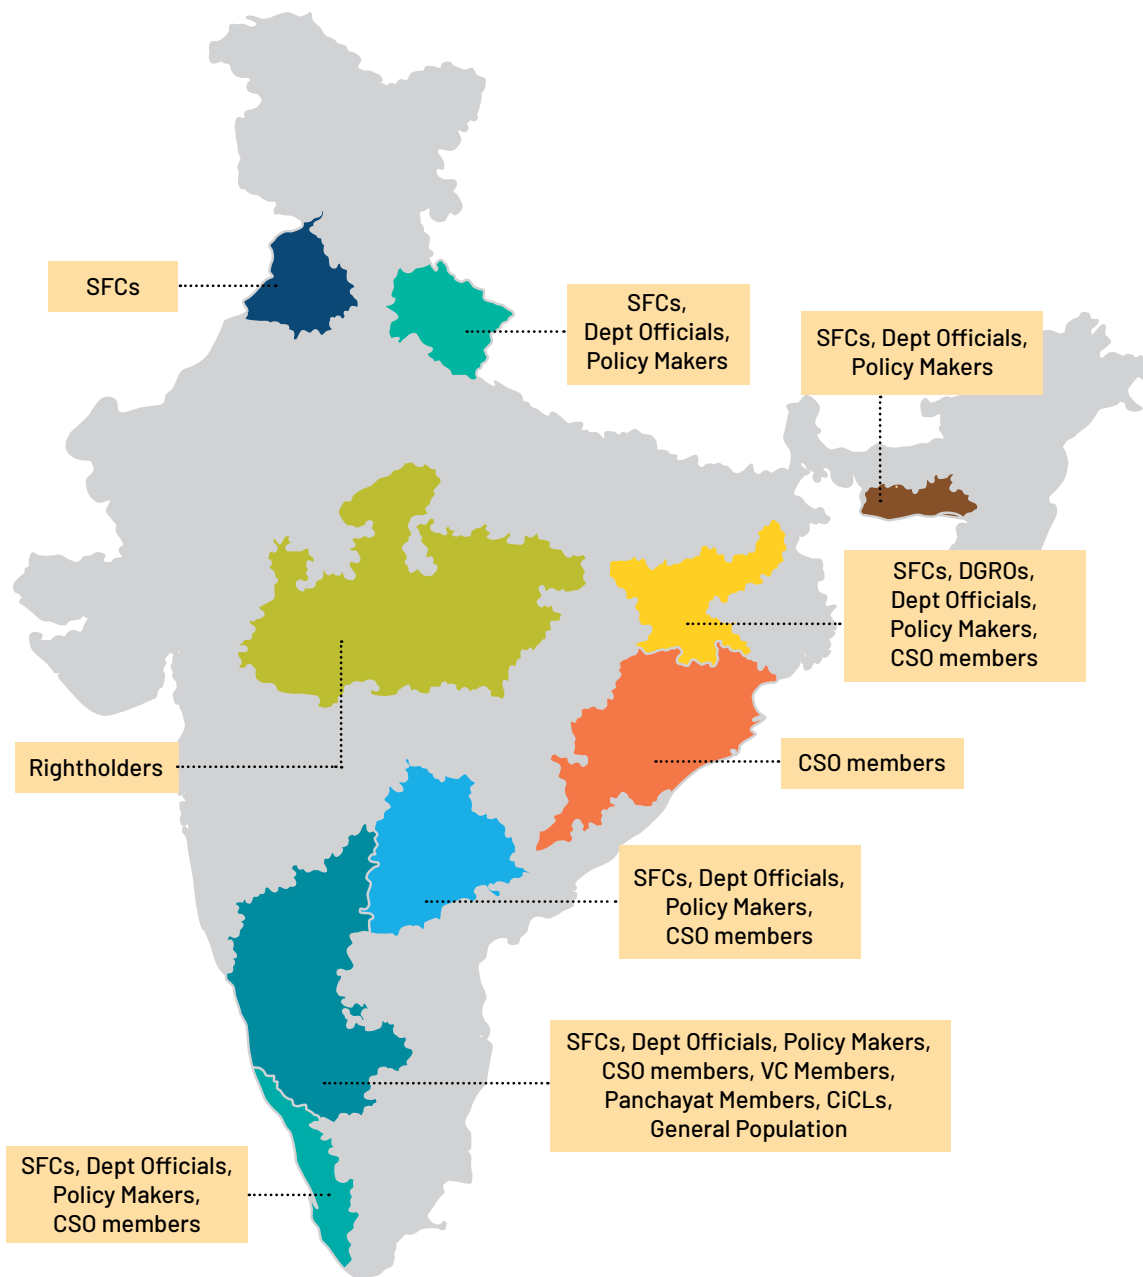 SFCs
SFCs,
Dept Officials,
Policy Makers
SFCs, Dept Officials,
Policy Makers
SFCs, DGROs,
Dept Officials,
Policy Makers,
CSO members
Rightholders
CSO members
SFCs, Dept Officials,
Policy Makers,
CSO members
SFCs, Dept Officials, Policy Makers,
CSO members, VC Members,
Panchayat Members, CiCLs,
General Population
SFCs, Dept Officials,
Policy Makers,
CSO members